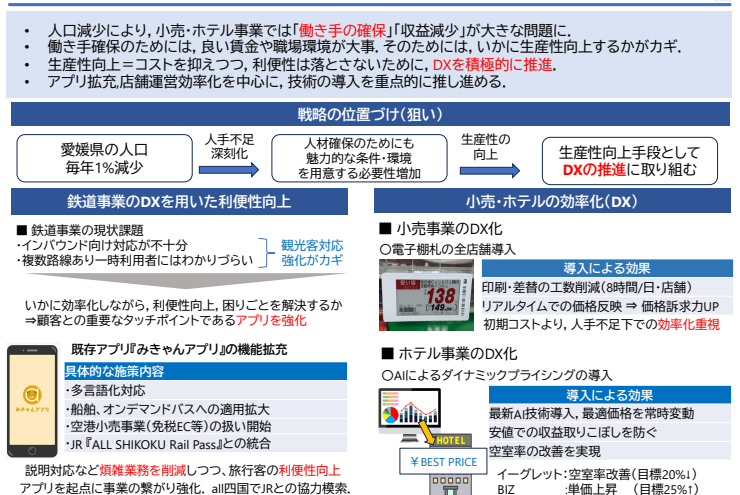 ・ 人口減少により,小売・ホテル事業では「働き手の確保」「収益減少」が大きな問題に.
・ 働き手確保のためには,良い賃金や職場環境が大事.そのためには,いかに生産性向上するかがカギ.
・ 生産性向上=コストを抑えつつ,利便性は落とさないために,DXを積極的に推進.
・ アプリ拡充,店舗運営効率化を中心に,技術の導入を重点的に推し進める.
戦略の位置づけ(狙い)
愛媛県の人口
毎年1%減少
人手不足
深刻化
人材確保のためにも
魅力的な条件・環境
を用意する必要性増加
生産性の
向上
生産性向上手段として
DXの推進に取り組む
鉄道事業のDXを用いた利便性向上
■ 鉄道事業の現状課題
・インバウンド向け対応が不十分
・複数路線あり一時利用者にはわかりづらい
観光客対応
強化がカギ
いかに効率化しながら,利便性向上,困りごとを解決するか
⇒顧客との重要なタッチポイントであるアプリを強化
既存アプリ『みきゃんアプリ』の機能拡充
みきゃんアプリ
具体的な施策内容
・多言語化対応
・船舶、オンデマンドバスへの適用拡大
・空港小売事業(免税EC等)の扱い開始
・JR『ALL SHIKOKU Rail Pass』との統合
説明対応など煩雑業務を削減しつつ,旅行客の利便性向上
アプリを起点に事業の繋がり強化. all四国でJRとの協力模索.
小売・ホテルの効率化(DX)
■ 小売事業のDX化
〇電子棚札の全店舗導入
138
149
導入による効果
印刷・差替の工数削減(8時間/日・店舗)
リアルタイムでの価格反映 ⇒ 価格訴求力UP
初期コストより,人手不足下での効率化重視
■ ホテル事業のDX化
〇AIによるダイナミックプライシングの導入
HOTEL
¥BEST PRICE
導入による効果
最新AI技術導入,最適価格を常時変動
安値での収益取りこぼしを防ぐ
空室率の改善を実現
イーグレット:空室率改善(目標20%↓)
BIZ :単価上昇 (目標25%↑)